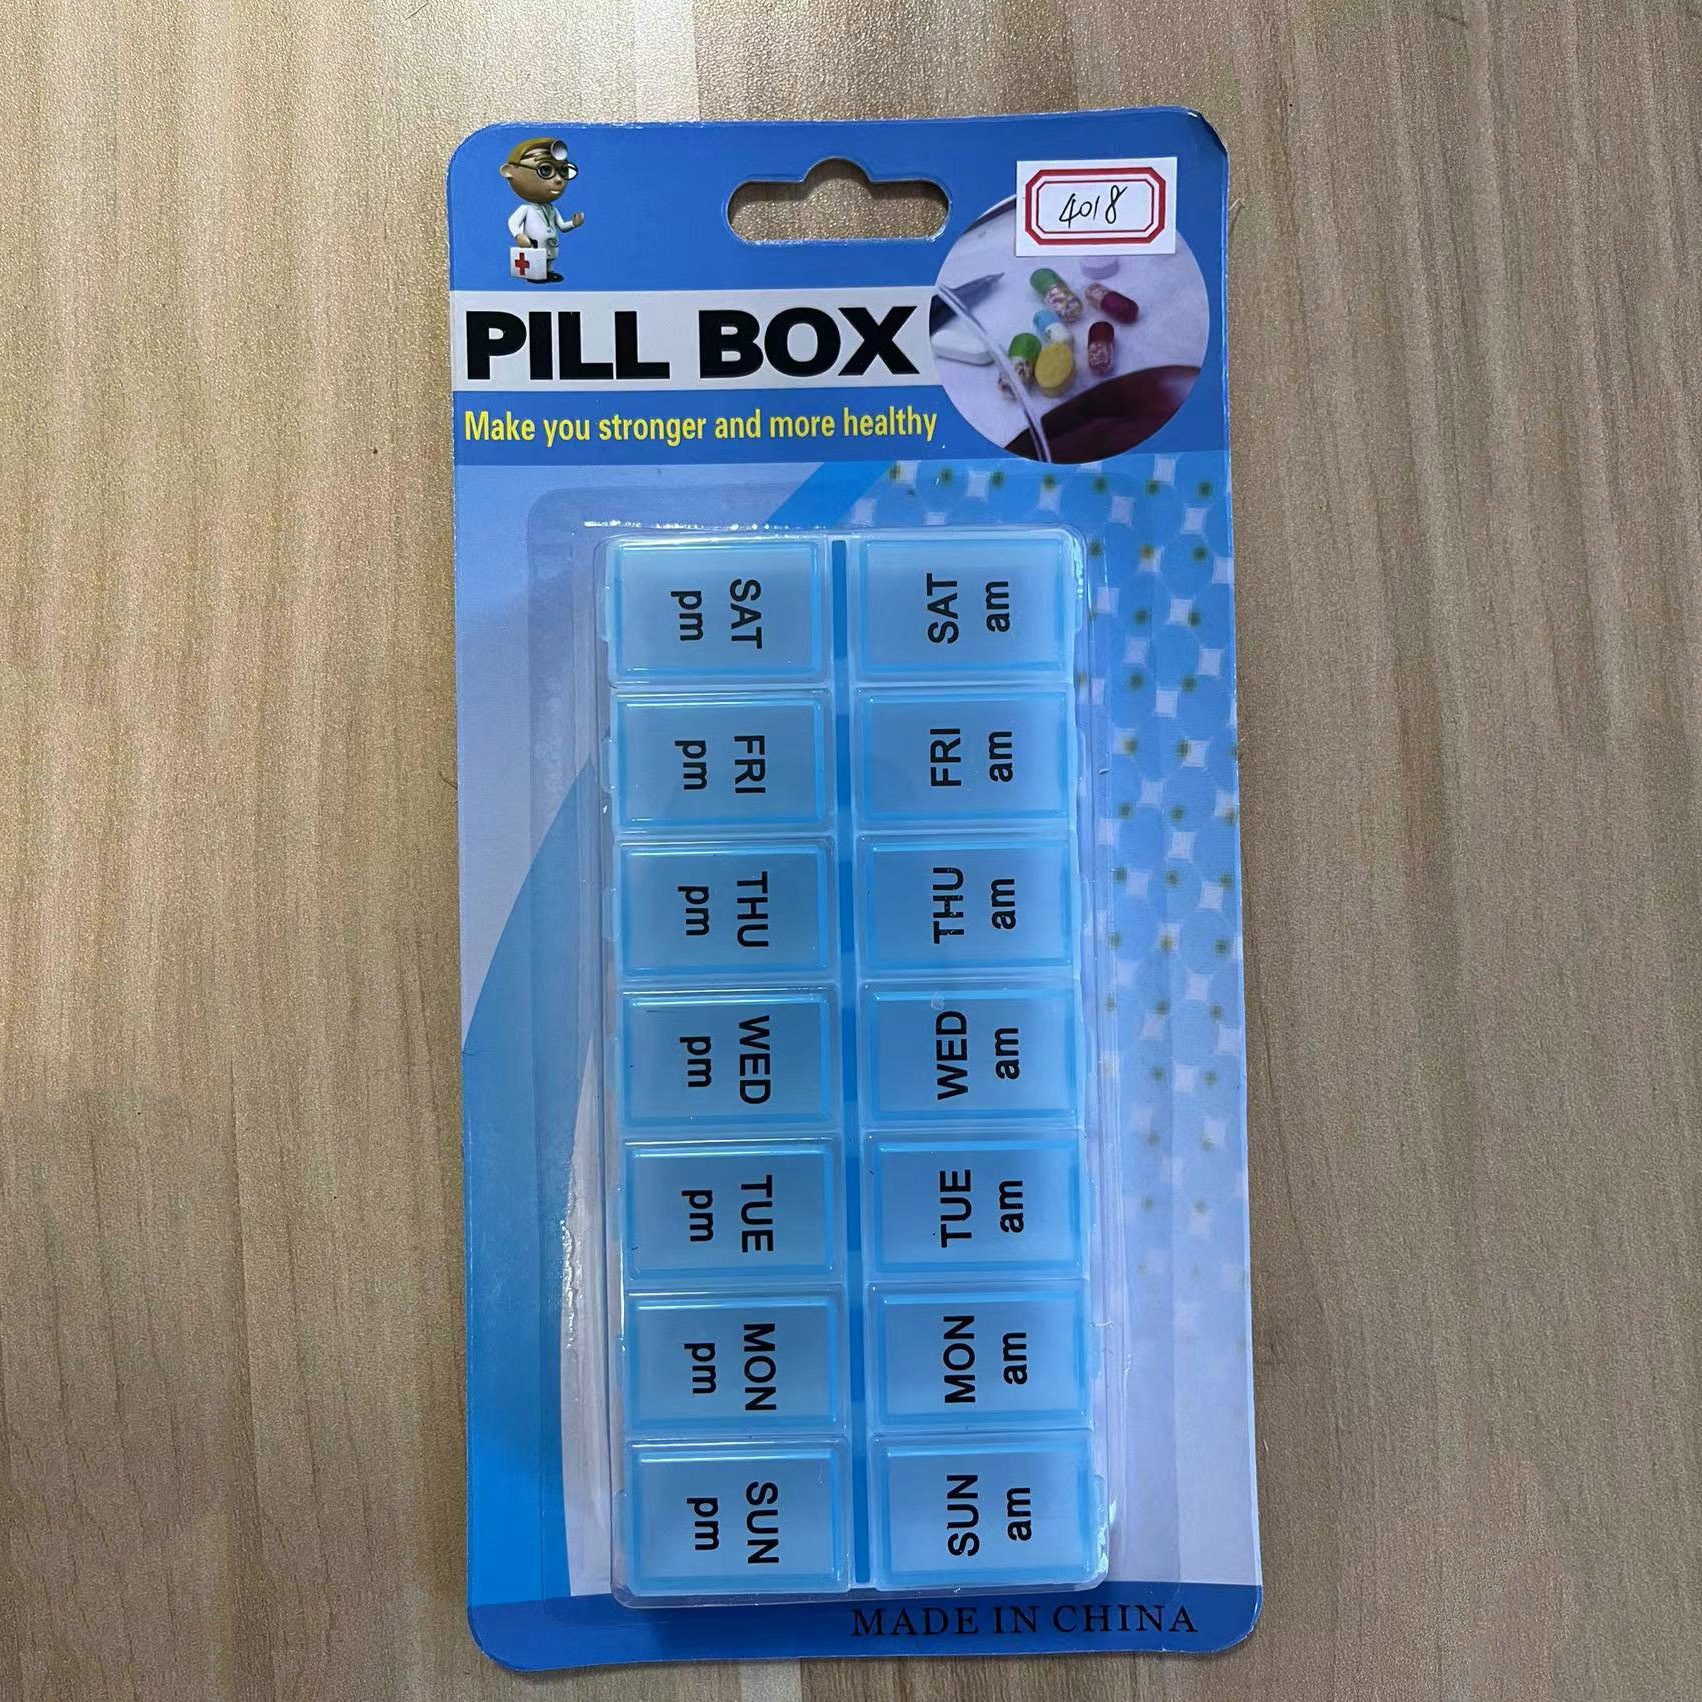 4018
PILL BOX
Make you stronger and more healthy
SAT
pm
SAT
am
FRI
pm
FRI
am
THU
pm
THU
am
WED
pm
WED
am
TUE
pm
TUE
am
MON
pm
MON
am
SUN
pm
SUN
am
MADE IN CHINA